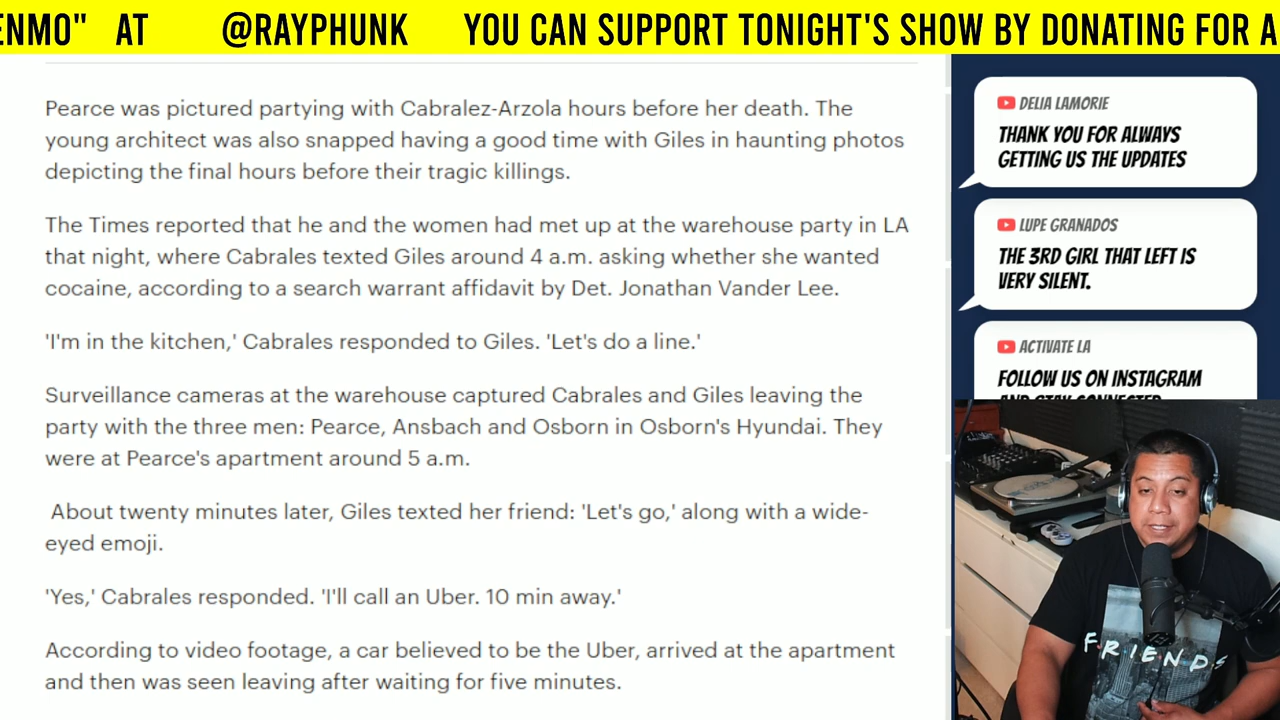 ENMO" AT @RAYPHUNK YOU CAN SUPPORT TONIGHT'S SHOW BY DONATING FOR A
Pearce was pictured partying with Cabralez-Arzola hours before her death. The
young architect was also snapped having a good time with Giles in haunting photos
depicting the final hours before their tragic killings.
The Times reported that he and the women had met up at the warehouse party in LA
that night, where Cabrales texted Giles around 4 a.m. asking whether she wanted
cocaine, according to a search warrant affidavit by Det. Jonathan Vander Lee.
'I'm in the kitchen,' Cabrales responded to Giles. 'Let's do a line.'
Surveillance cameras at the warehouse captured Cabrales and Giles leaving the
party with the three men: Pearce, Ansbach and Osborn in Osborn's Hyundai. They
were at Pearce's apartment around 5 a.m.
About twenty minutes later, Giles texted her friend: 'Let's go,' along with a wide-
eyed emoji.
'Yes,' Cabrales responded. 'I'll call an Uber. 10 min away.'
According to video footage, a car believed to be the Uber, arrived at the apartment
and then was seen leaving after waiting for five minutes.
DELIA LAMORIE
THANK YOU FOR ALWAYS
GETTING US THE UPDATES
LUPE GRANADOS
THE 3RD GIRL THAT LEFT IS
VERY SILENT.
ACTIVATE LA
FOLLOW US ON INSTAGRAM
AND STAY CONNECTED
F.R.I.E.N.D.S